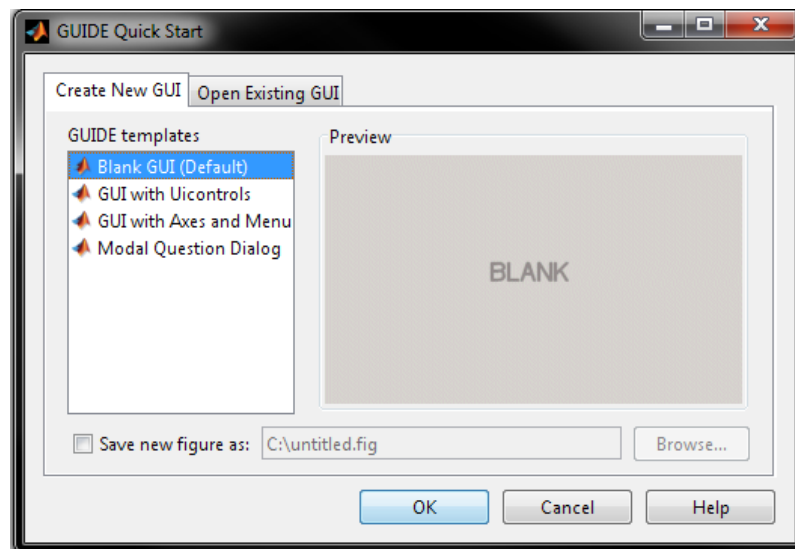 GUIDE Quick Start
Create New GUI Open Existing GUI
GUIDE templates
Blank GUI (Default)
GUI with Uicontrols
GUI with Axes and Menu
Modal Question Dialog
Preview
BLANK
Save new figure as: C:\untitled.fig Browse...
OK Cancel Help